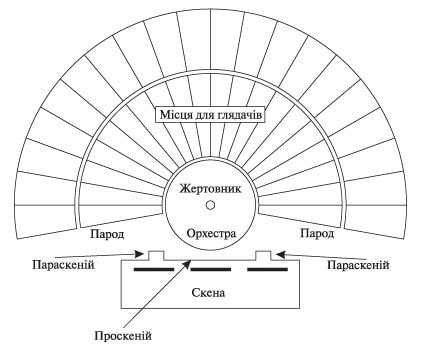 Місця для глядачів
Жертовник
Парод
Орхестра
Парод
Параскеній
Параскеній
Скена
Проскеній